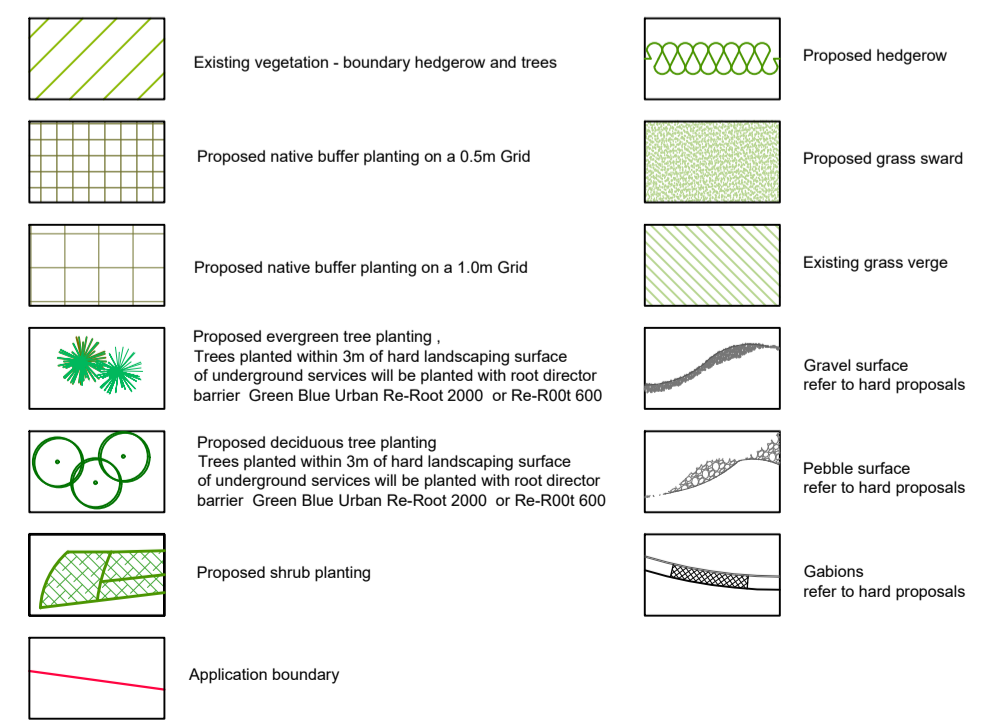 Existing vegetation - boundary hedgerow and trees
Proposed native buffer planting on a 0.5m Grid
Proposed native buffer planting on a 1.0m Grid
Proposed evergreen tree planting ,
Trees planted within 3m of hard landscaping surface
of underground services will be planted with root director
barrier  Green Blue Urban Re-Root 2000  or Re-R00t 600
Proposed deciduous tree planting
Trees planted within 3m of hard landscaping surface
of underground services will be planted with root director
barrier  Green Blue Urban Re-Root 2000  or Re-R00t 600
Proposed shrub planting
Application boundary
Proposed hedgerow
Proposed grass sward
Existing grass verge
Gravel surface
refer to hard proposals
Pebble surface
refer to hard proposals
Gabions
refer to hard proposals